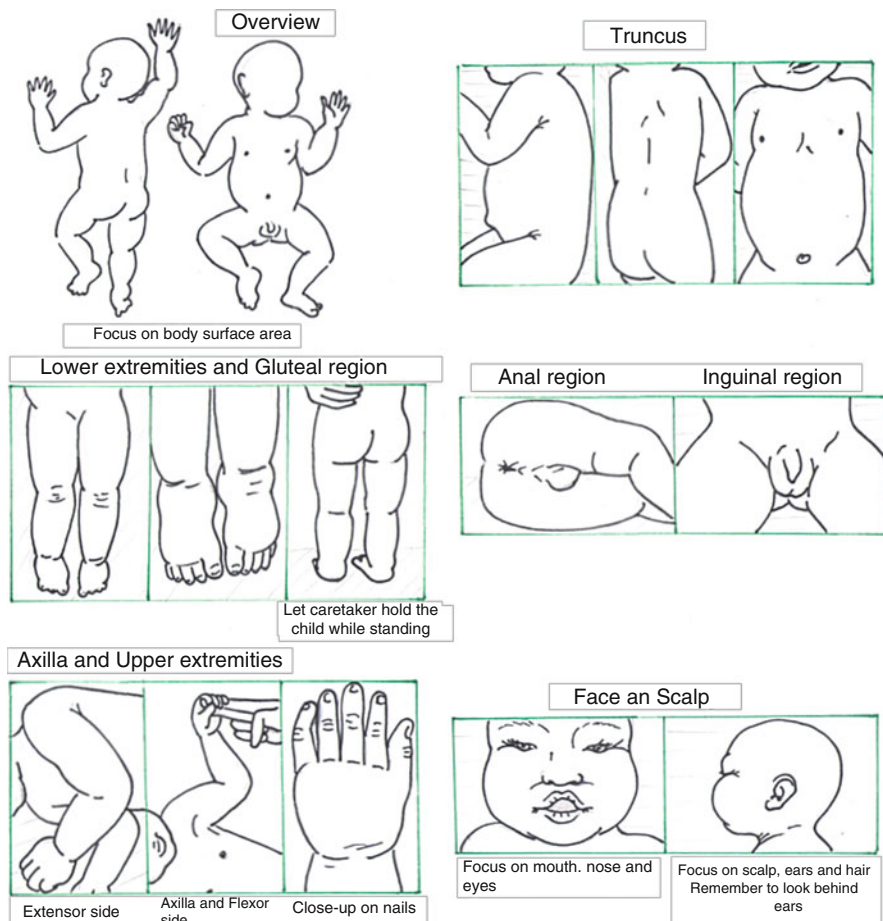 Overview
Truncus
Focus on body surface area
Lower extremities and Gluteal region
Anal region
Inguinal region
Let caretaker hold the
child while standing
Axilla and Upper extremities
Face an Scalp
Extensor side
Axilla and Flexor
side
Close-up on nails
Focus on mouth. nose and
eyes
Focus on scalp, ears and hair
Remember to look behind
ears